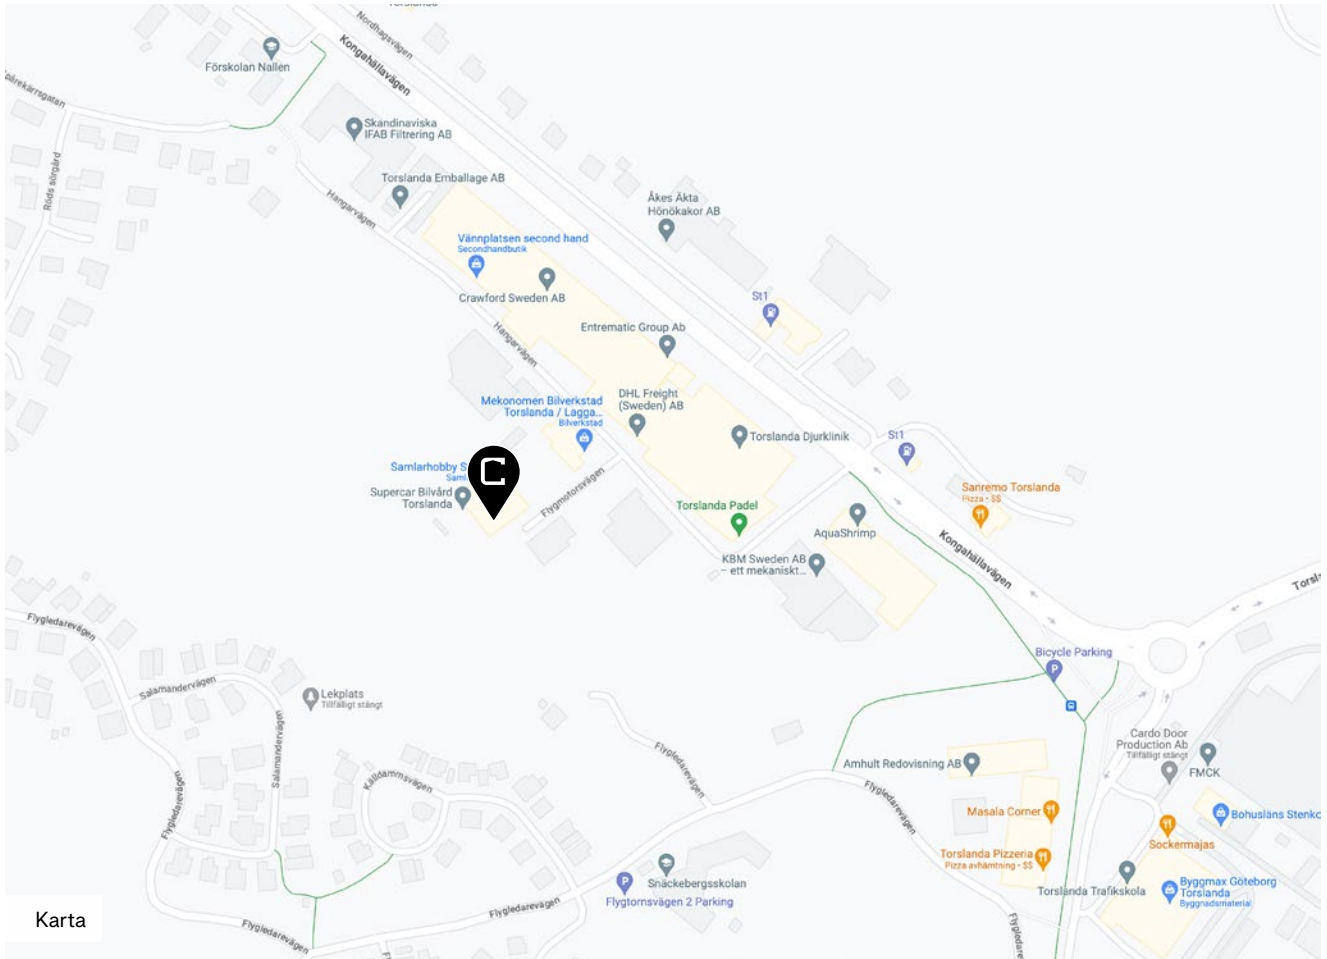 Nordhagsvägen
Kongahällavägen
Förskolan Nallen
Skandinaviska
IFAB Filtrering AB
Röds sörgård
Torslanda Emballage AB
Hangarvägen
Åkes Äkta
Hönökakor AB
Vännplatsen second hand
Secondhandbutik
Crawford Sweden AB
St1
Entrematic Group Ab
Hangarvägen
Mekonomen Bilverkstad
Torslanda / Lagga...
Bilverkstad
DHL Freight
(Sweden) AB
Torslanda Djurklinik
St1
Samlarhobby S
C
Supercar Bilvård
Torslanda
Flygmotorsvägen
Torslanda Padel
Sanremo Torslanda
Pizza · $$
AquaShrimp
KBM Sweden AB
– ett mekaniskt...
Kongahällavägen
Flygledarevägen
Bicycle Parking
P
Salamandervägen
Lekplats
Tillfälligt stängt
Salamandervägen
Flygledarevägen
Källdammsvägen
Flygledarevägen
Cardo Door
Production Ab
Tillfälligt stängt
FMCK
Amhult Redovisning AB
Flygledarevägen
Masala Corner
Bohusläns Stenko
Sockermajas
Torslanda Pizzeria
Pizza avhämtning · $$
Torslanda Trafikskola
Byggmax Göteborg
Torslanda
Byggnadsmaterial
Snäckebergsskolan
P
Flygtornsvägen 2 Parking
Flygledarevägen
Flygledarevägen
Karta